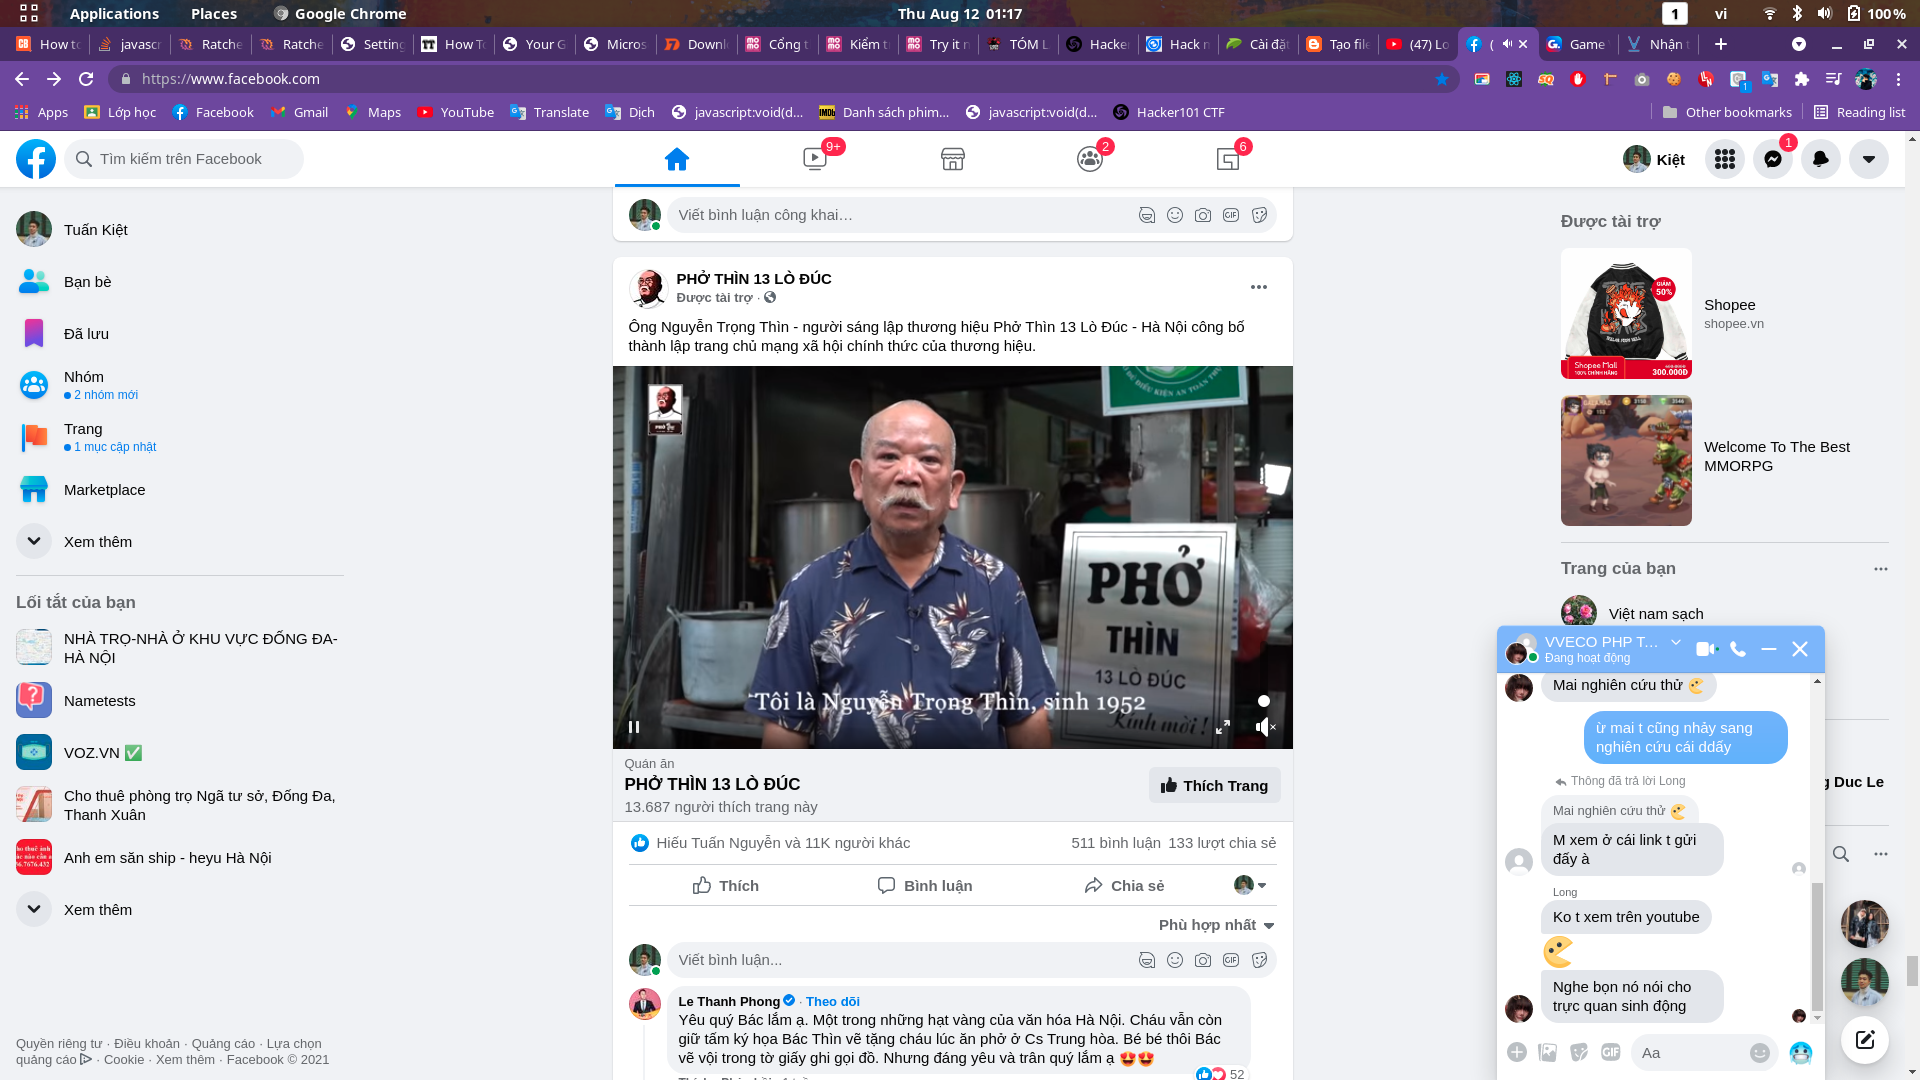 Applications
Places
Google Chrome
Thu Aug 12 01:17
1
vi
100%
How to
javascr
Ratche
Ratche
Setting
How To
Your G
Micros
Downl
Cổng t
Kiểm t
Try it n
TÓM L
Hacker
Hack n
Cài đặt
Tạo file
(47) Lo
(
Game
Nhận t
https://www.facebook.com
Apps
Lớp học
Facebook
Gmail
Maps
YouTube
Translate
Dịch
javascript:void(d...
Danh sách phim...
javascript:void(d...
Hacker101 CTF
Other bookmarks
Reading list
Tìm kiếm trên Facebook
9+
2
6
Kiệt
1
Tuấn Kiệt
Bạn bè
Đã lưu
Nhóm
2 nhóm mới
Trang
1 mục cập nhật
Marketplace
Xem thêm
Lối tắt của bạn
NHÀ TRỌ-NHÀ Ở KHU VỰC ĐỐNG ĐA-
HÀ NỘI
Nametests
VOZ.VN ✅
Cho thuê phòng trọ Ngã tư sở, Đống Đa,
Thanh Xuân
Anh em săn ship - heyu Hà Nội
Xem thêm
Quyền riêng tư · Điều khoản · Quảng cáo · Lựa chọn
quảng cáo · Cookie · Xem thêm · Facebook © 2021
Viết bình luận công khai…
PHỞ THÌN 13 LÒ ĐÚC
Được tài trợ ·
Ông Nguyễn Trọng Thìn - người sáng lập thương hiệu Phở Thìn 13 Lò Đúc - Hà Nội công bố
thành lập trang chủ mạng xã hội chính thức của thương hiệu.
ĐỦ ĐIỀU KIỆN AN TOÀN
PHỞ
THÌN
13 LÒ ĐÚC
Kính mời!
"Tôi là Nguyễn Trọng Thìn, sinh 1952
Quán ăn
PHỞ THÌN 13 LÒ ĐÚC
13.687 người thích trang này
Thích Trang
Hiếu Tuấn Nguyễn và 11K người khác
511 bình luận 133 lượt chia sẻ
Thích
Bình luận
Chia sẻ
Phù hợp nhất
Viết bình luận...
Le Thanh Phong · Theo dõi
Yêu quý Bác lắm ạ. Một trong những hạt vàng của văn hóa Hà Nội. Cháu vẫn còn
giữ tấm ký họa Bác Thìn vẽ tặng cháu lúc ăn phở ở Cs Trung hòa. Bé bé thôi Bác
vẽ vội trong tờ giấy ghi gọi đồ. Nhưng đáng yêu và trân quý lắm ạ 😍😍
52
Được tài trợ
GIẢM
50%
Shopee Mall
300.000Đ
Shopee
shopee.vn
Welcome To The Best
MMORPG
Trang của bạn
Việt nam sạch
g Duc Le
VVECO PHP T...
Đang hoạt động
Mai nghiên cứu thử
ừ mai t cũng nhảy sang
nghiên cứu cái ddấy
Thông đã trả lời Long
Mai nghiên cứu thử
M xem ở cái link t gửi
đấy à
Long
Ko t xem trên youtube
Nghe bọn nó nói cho
trực quan sinh động
GIF
Aa